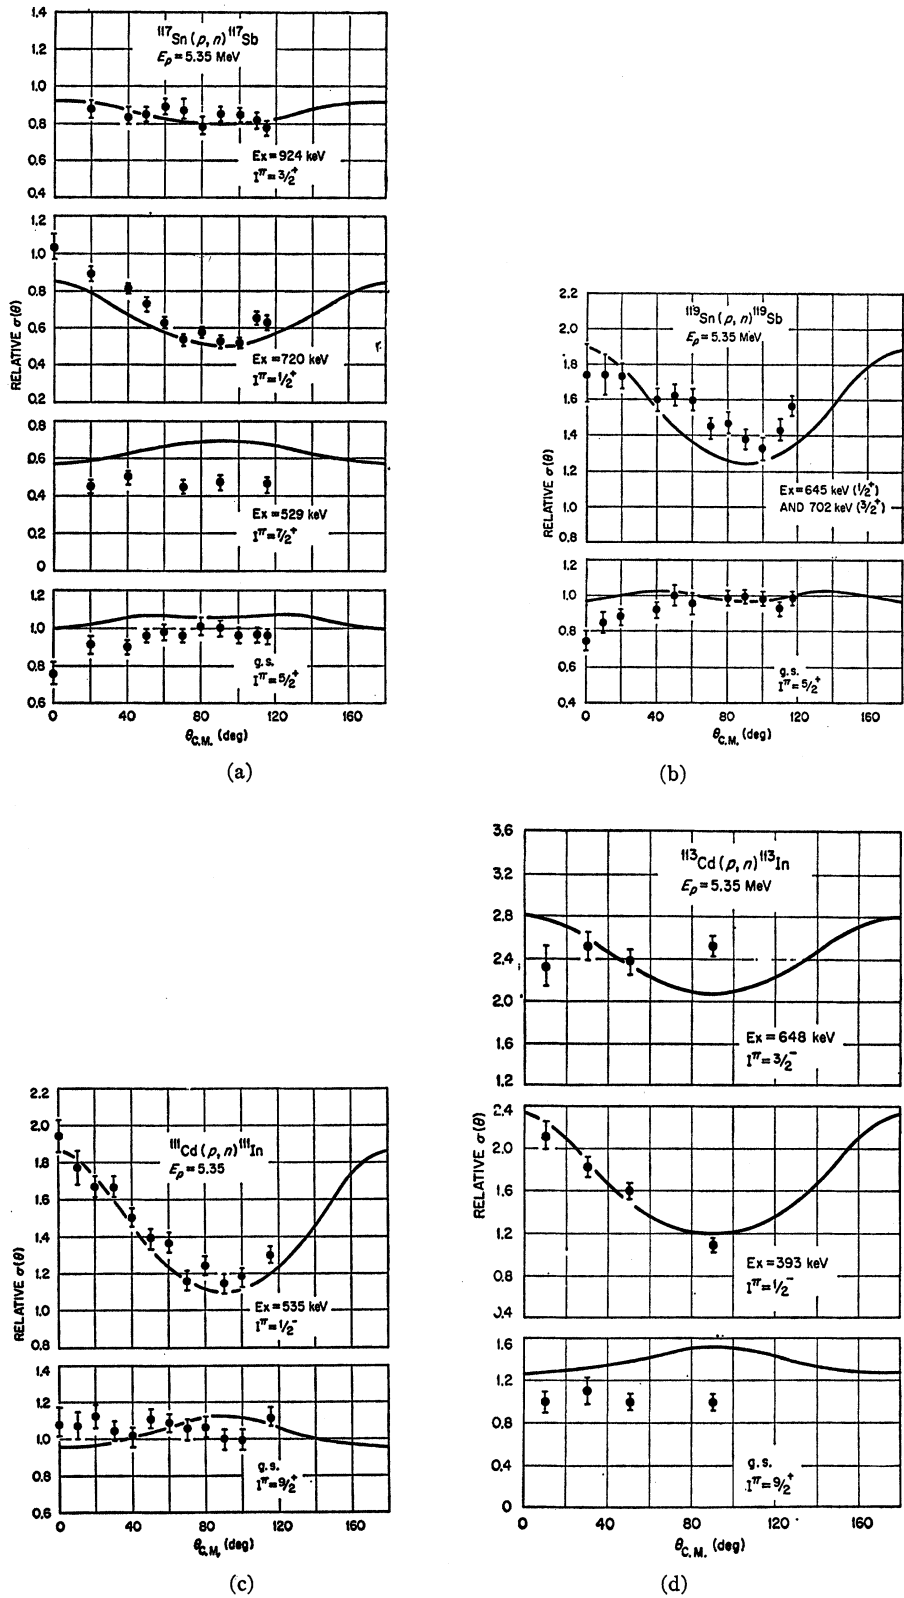 1.4
¹¹⁷Sn(p,n)¹¹⁷Sb
1.2
Eₚ=5.35 MeV
1.0
0.8
Ex=924 keV
0.6
Iπ=3/2⁺
0.4
1.2
1.0
0.8
0.6
Ex=720 keV
0.4
Iπ=1/2⁺
0.2
RELATIVE σ(θ)
0.8
0.6
0.4
Ex=529 keV
0.2
Iπ=7/2⁺
0
1.2
1.0
g.s.
0.8
Iπ=5/2⁺
0.6
0 40 80 120 160
θC.M. (deg)
(a)
2.2
¹¹⁹Sn(p,n)¹¹⁹Sb
2.0
Eₚ=5.35 MeV
1.8
1.6
1.4
1.2
Ex=645 keV (1/2⁺)
1.0
AND 702 keV (3/2⁺)
0.8
RELATIVE σ(θ)
1.2
1.0
0.8
g.s.
0.6
Iπ=5/2⁺
0.4
0 40 80 120 160
θC.M. (deg)
(b)
2.2
2.0
¹¹¹Cd(p,n)¹¹¹In
1.8
Eₚ=5.35
1.6
1.4
1.2
1.0
Ex=535 keV
Iπ=1/2⁻
0.8
RELATIVE σ(θ)
1.4
1.2
1.0
g.s.
0.8
Iπ=9/2⁺
0.6
0 40 80 120 160
θC.M. (deg)
(c)
3.6
¹¹³Cd(p,n)¹¹³In
3.2
Eₚ=5.35 MeV
2.8
2.4
2.0
Ex=648 keV
1.6
Iπ=3/2⁻
1.2
2.4
2.0
1.6
1.2
Ex=393 keV
0.8
Iπ=1/2⁻
0.4
RELATIVE σ(θ)
1.6
1.2
0.8
g.s.
0.4
Iπ=9/2⁺
0
0 40 80 120 160
θC.M. (deg)
(d)